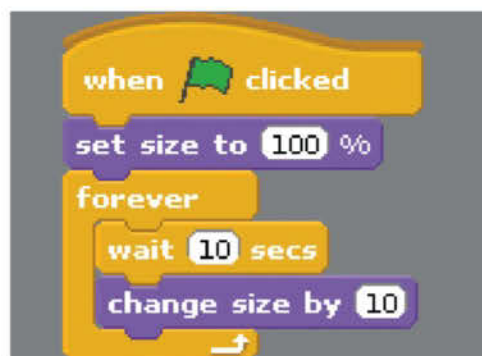 when clicked
set size to 100 %
forever
wait 10 secs
change size by 10